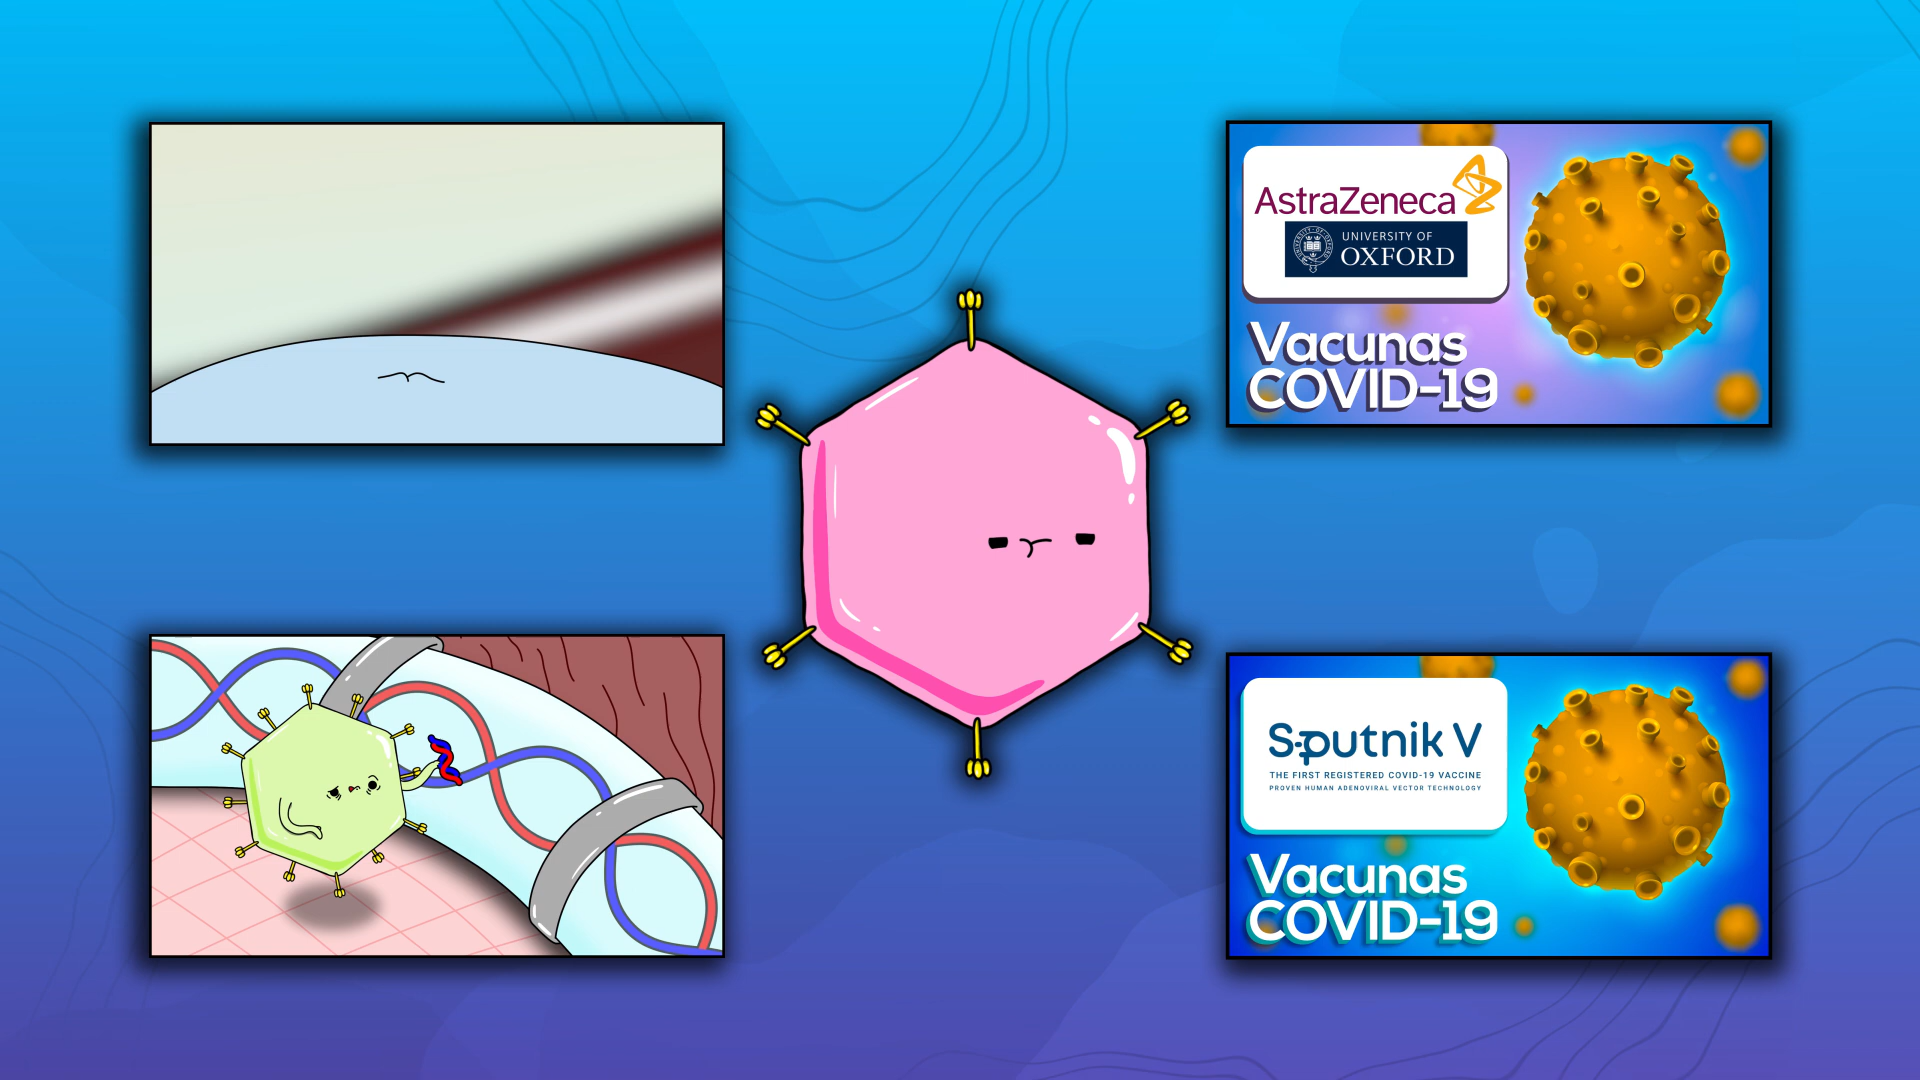 AstraZeneca
UNIVERSITY OF
OXFORD
Vacunas
COVID-19
Sputnik V
THE FIRST REGISTERED COVID-19 VACCINE
PROVEN HUMAN ADENOVIRAL VECTOR TECHNOLOGY
Vacunas
COVID-19